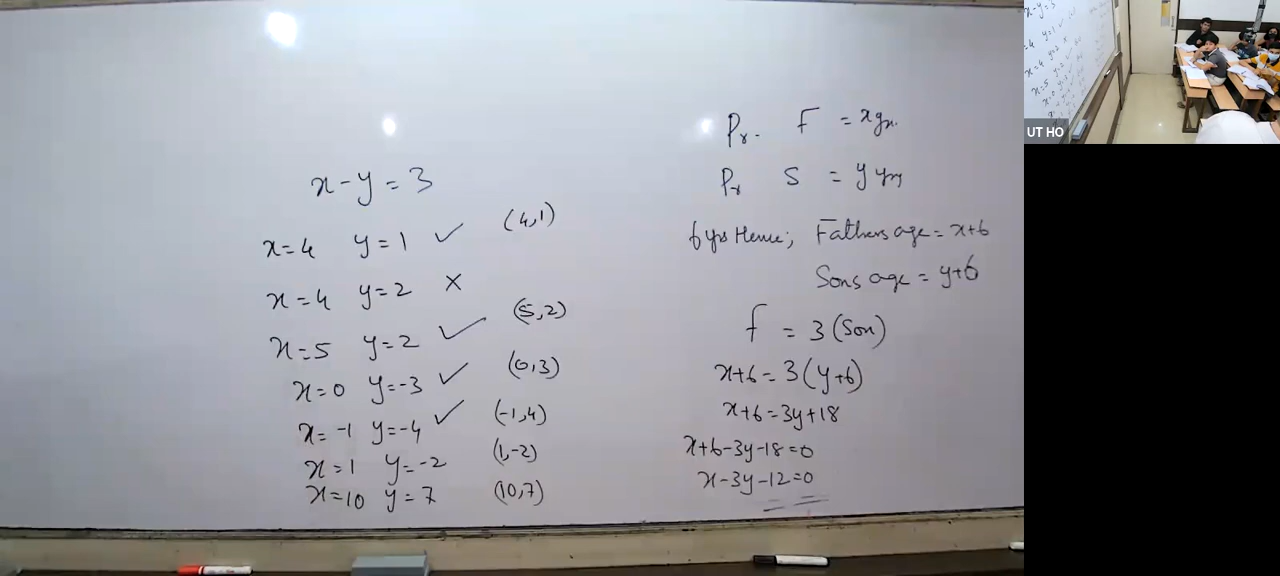 x-y=3
x=4 y=1 ✓ (4,1)
x=4 y=2 ×
x=5 y=2 ✓ (5,2)
x=0 y=-3 ✓ (0,3)
x=-1 y=-4 ✓ (-1,4)
x=1 y=-2 (1,-2)
x=10 y=7 (10,7)
Pr. F = x yrs.
Pr S = y yrs
6 yrs Hence; Fathers age = x+6
Sons age = y+6
F = 3 (Son)
x+6=3(y+6)
x+6=3y+18
x+6-3y-18=0
x-3y-12=0
x-y=3
UT HO